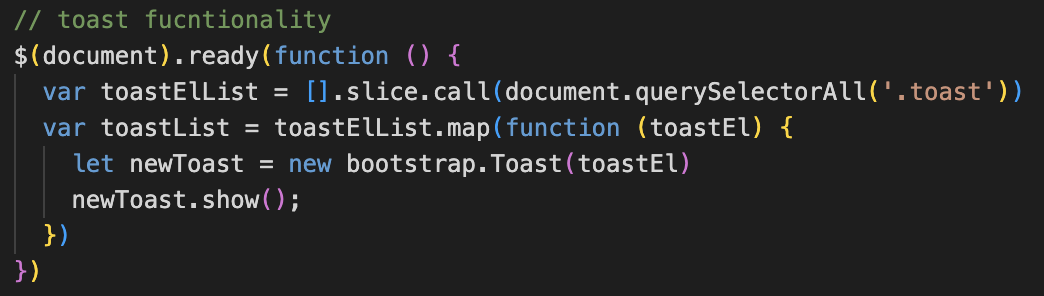 // toast fucntionality
$(document).ready(function () {
  var toastElList = [].slice.call(document.querySelectorAll('.toast'))
  var toastList = toastElList.map(function (toastEl) {
    let newToast = new bootstrap.Toast(toastEl)
    newToast.show();
  })
})